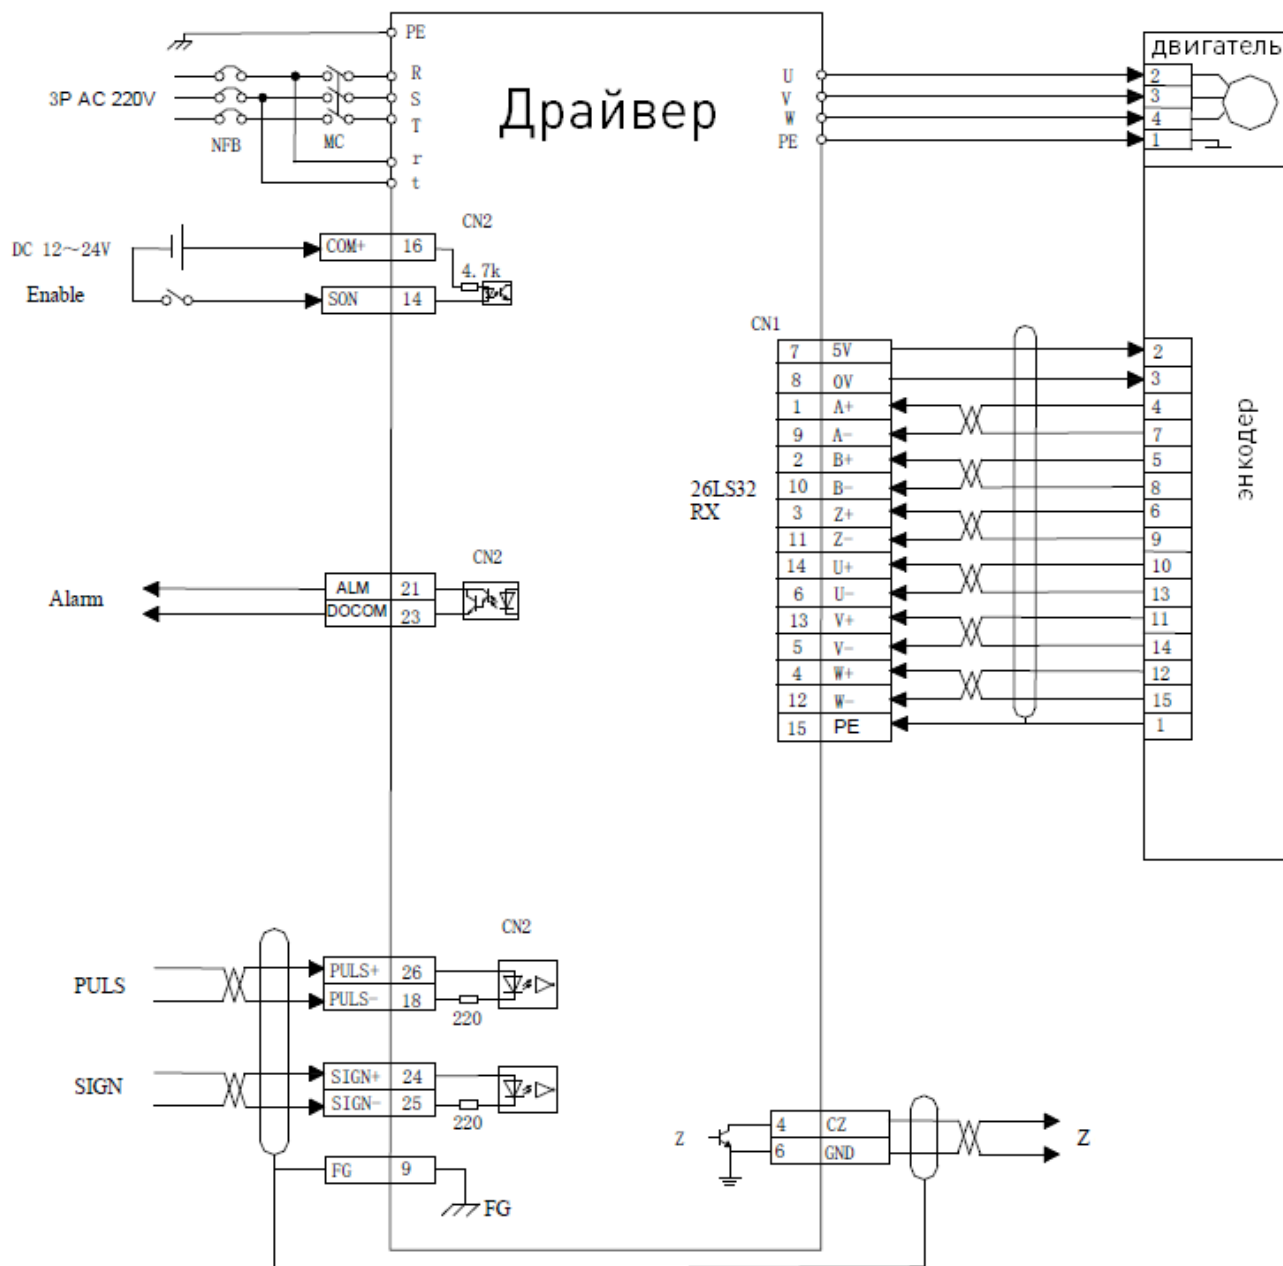 PE
двигатель
3P AC 220V
R
S
T
r
t
NFB
MC
Драйвер
U
V
W
PE
2
3
4
1
DC 12～24V
Enable
CN2
COM+ 16
4.7k
SON 14
CN1
7 5V 2
8 0V 3
1 A+ 4
9 A- 7
2 B+ 5
10 B- 8
3 Z+ 6
11 Z- 9
14 U+ 10
6 U- 13
13 V+ 11
5 V- 14
4 W+ 12
12 W- 15
15 PE 1
26LS32
RX
энкодер
CN2
Alarm
ALM 21
DOCOM 23
CN2
PULS
PULS+ 26
PULS- 18
220
SIGN
SIGN+ 24
SIGN- 25
220
FG 9
FG
Z
4 CZ
6 GND
Z